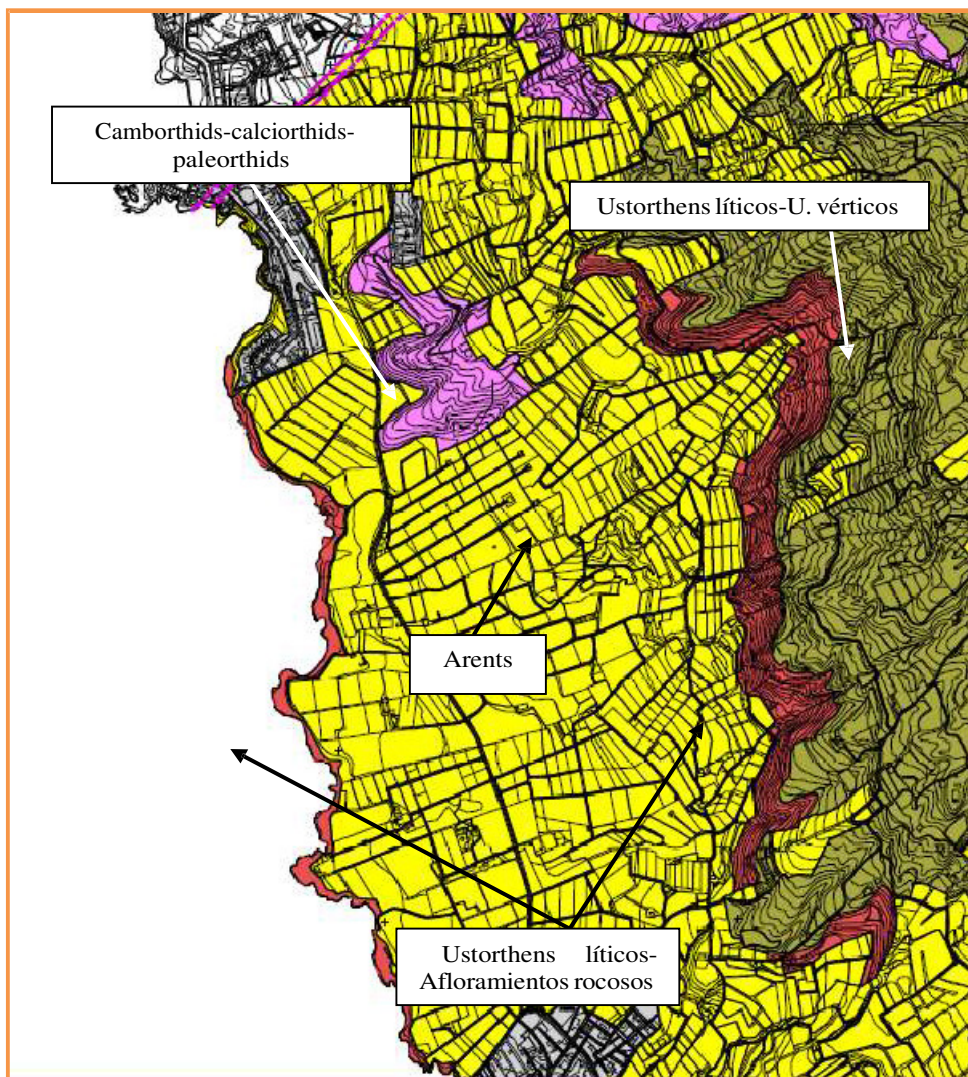 Camborthids-calciorthids-
paleorthids
Ustorthens líticos-U. vérticos
Arents
Ustorthens líticos-
Afloramientos rocosos